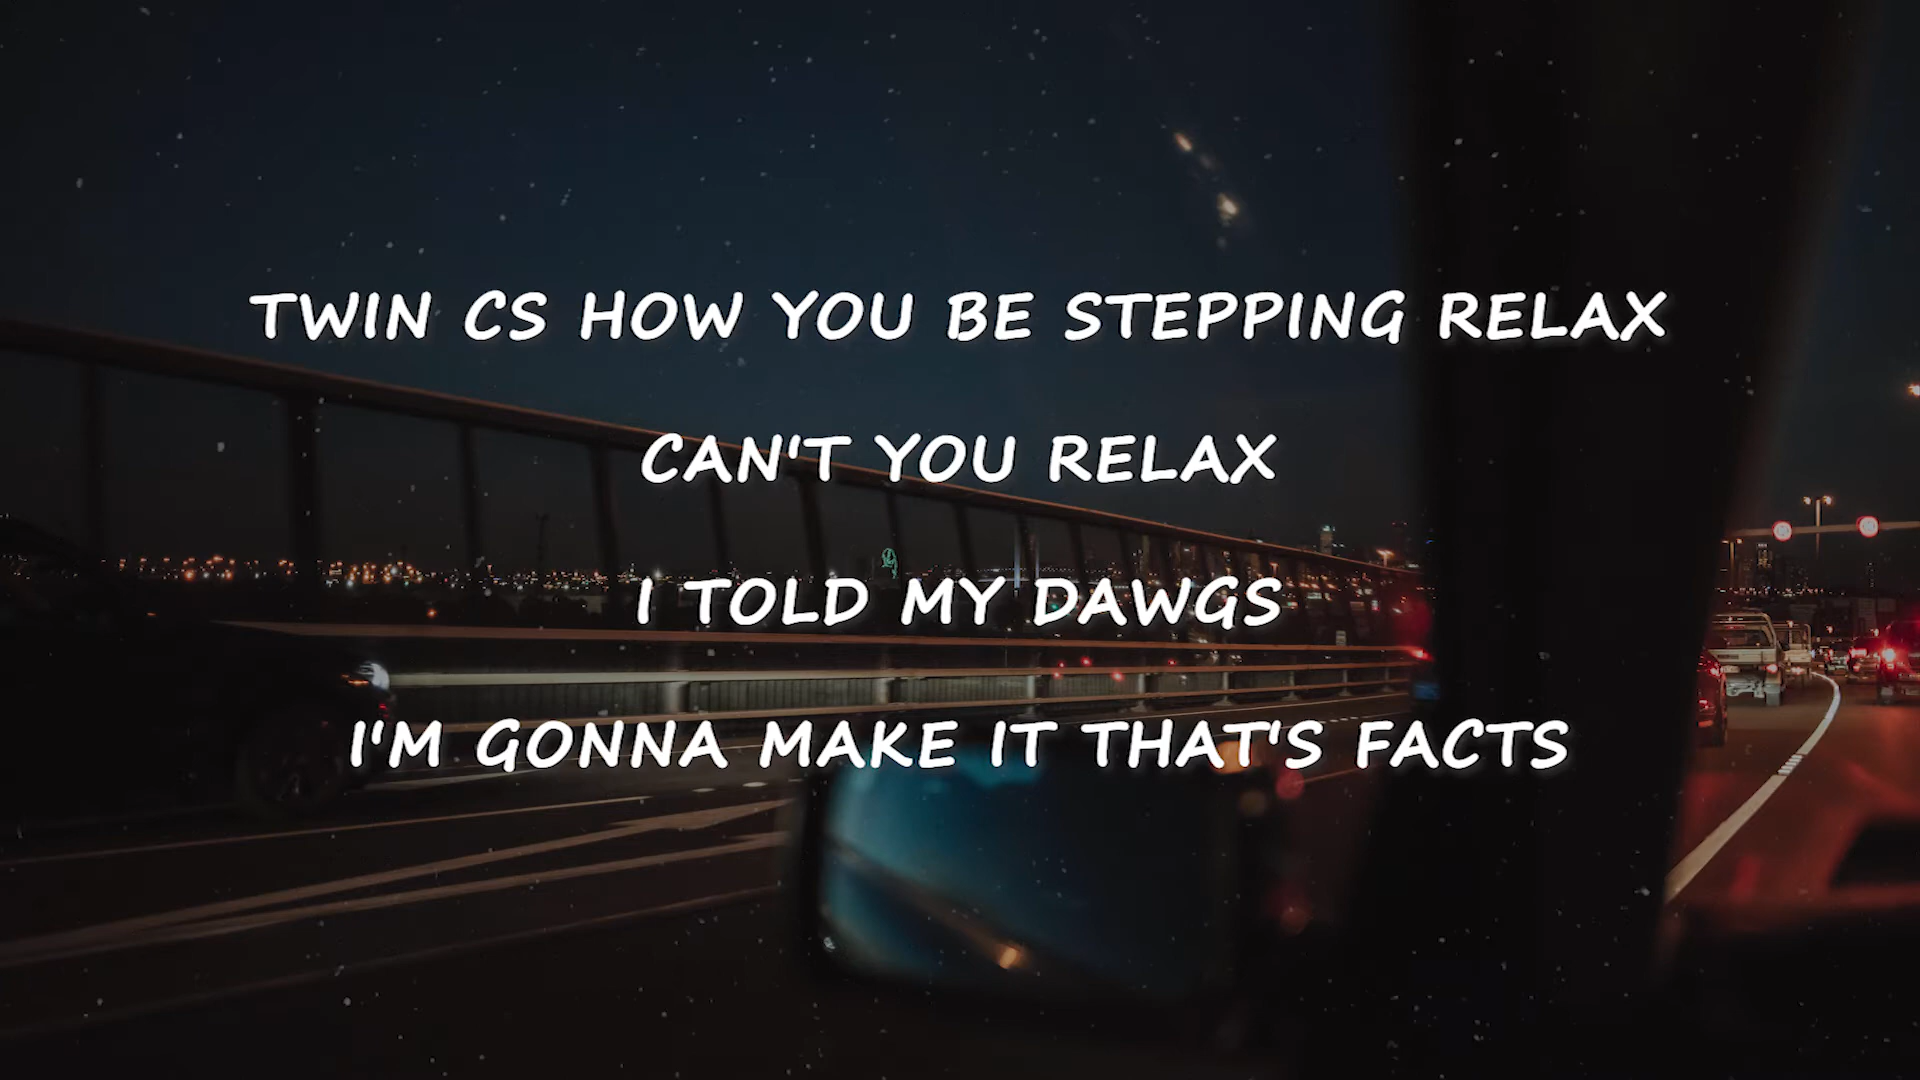 TWIN CS HOW YOU BE STEPPING RELAX
CAN'T YOU RELAX
I TOLD MY DAWGS
I'M GONNA MAKE IT THAT'S FACTS